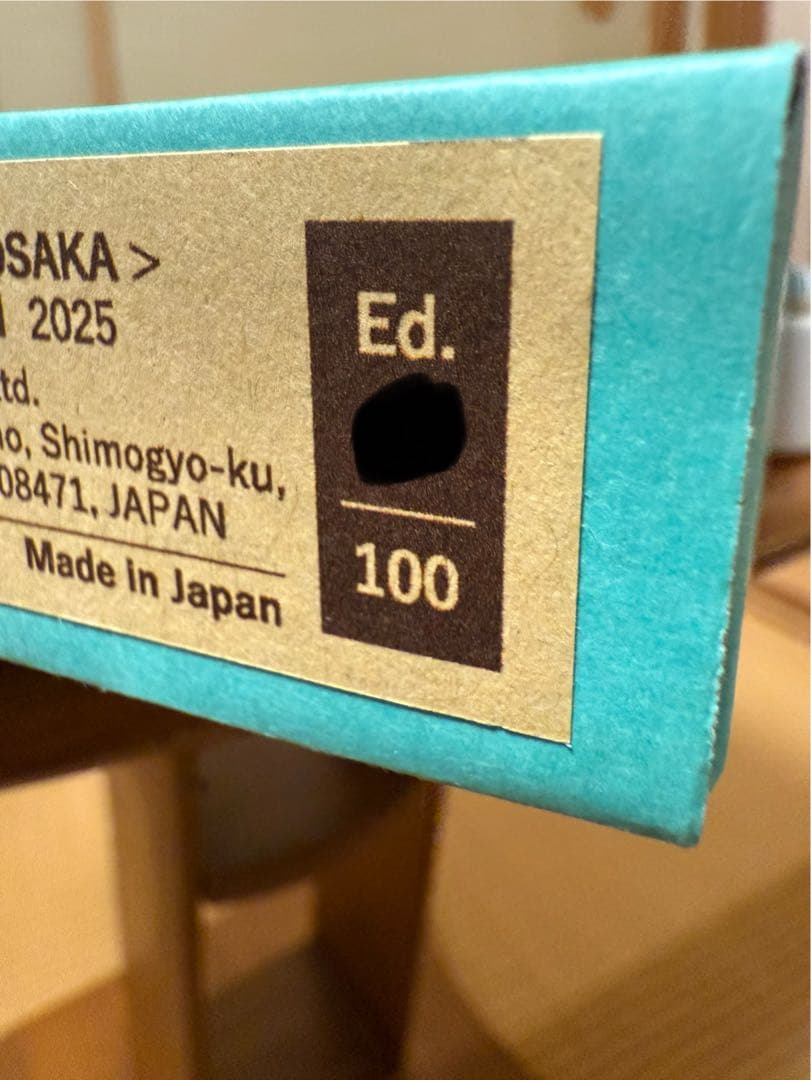 OSAKA >
2025
td.
o, Shimogyo-ku,
08471, JAPAN
Made in Japan
Ed.
100